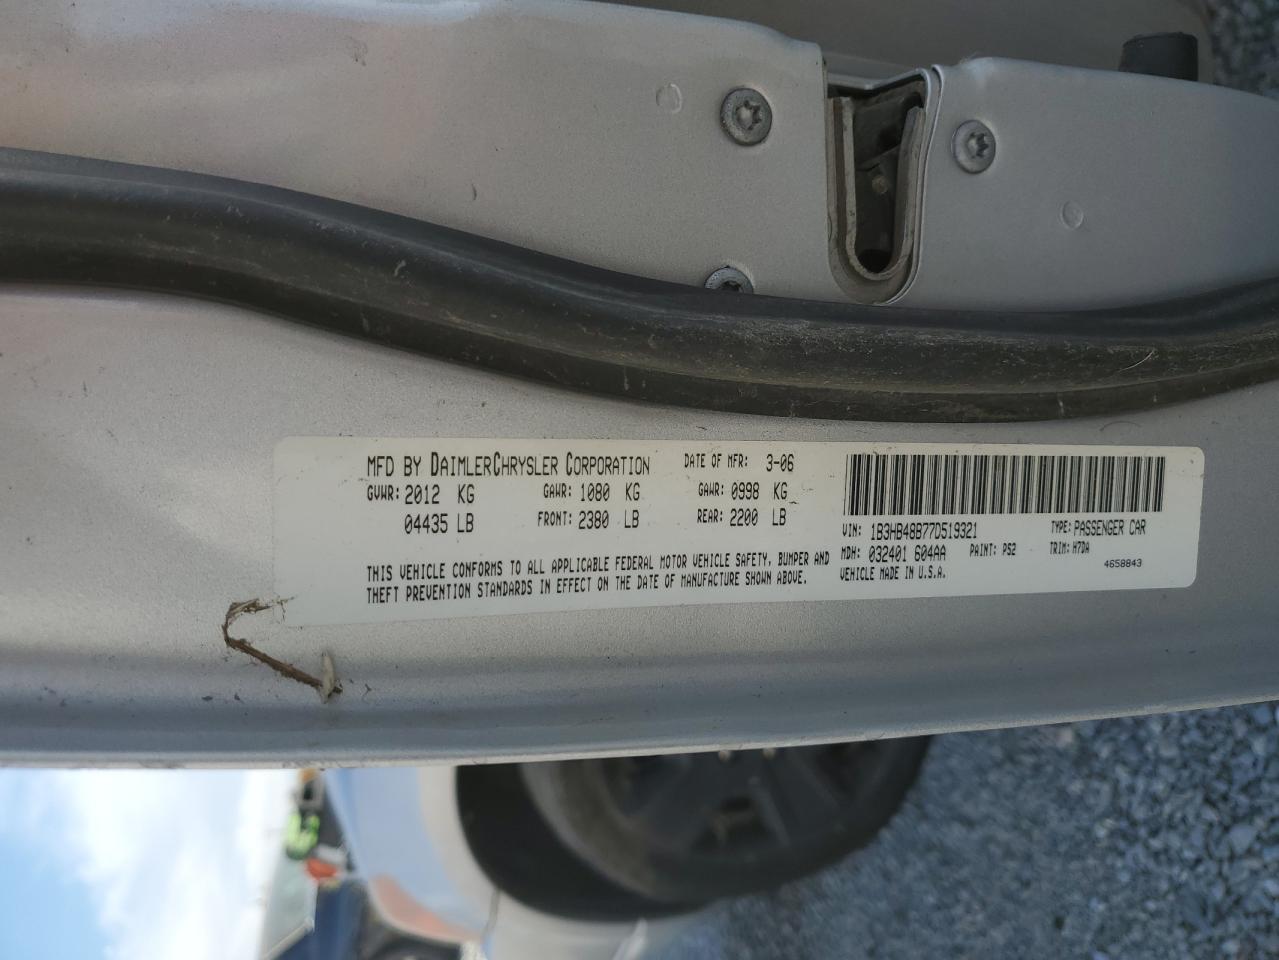 MFD BY DAIMLERCHRYSLER CORPORATION DATE OF MFR: 3-06
GVWR: 2012 KG GAWR: 1080 KG GAWR: 0998 KG
04435 LB FRONT: 2380 LB REAR: 2200 LB
THIS VEHICLE CONFORMS TO ALL APPLICABLE FEDERAL MOTOR VEHICLE SAFETY, BUMPER AND
THEFT PREVENTION STANDARDS IN EFFECT ON THE DATE OF MANUFACTURE SHOWN ABOVE.
VIN: 1B3HB48B77D519321 TYPE: PASSENGER CAR
MDH: 032401 604AA PAINT: PS2 TRIM: H7DA
VEHICLE MADE IN U.S.A. 4658843